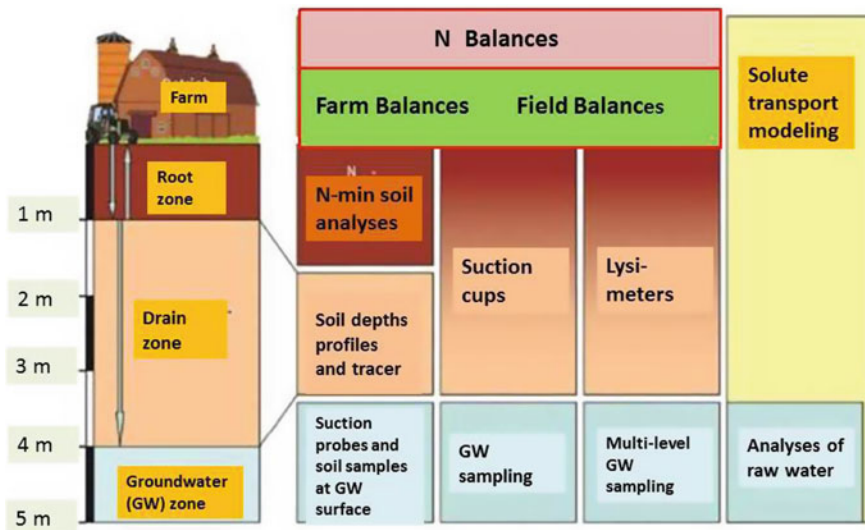 N Balances
Farm Balances Field Balances
Solute
transport
modeling
Farm
Root
zone
N
N-min soil
analyses
Suction
cups
Lysi-
meters
1 m
2 m
3 m
4 m
5 m
Drain
zone
Soil depths
profiles
and tracer
Groundwater
(GW) zone
Suction
probes and
soil samples
at GW
surface
GW
sampling
Multi-level
GW
sampling
Analyses of
raw water